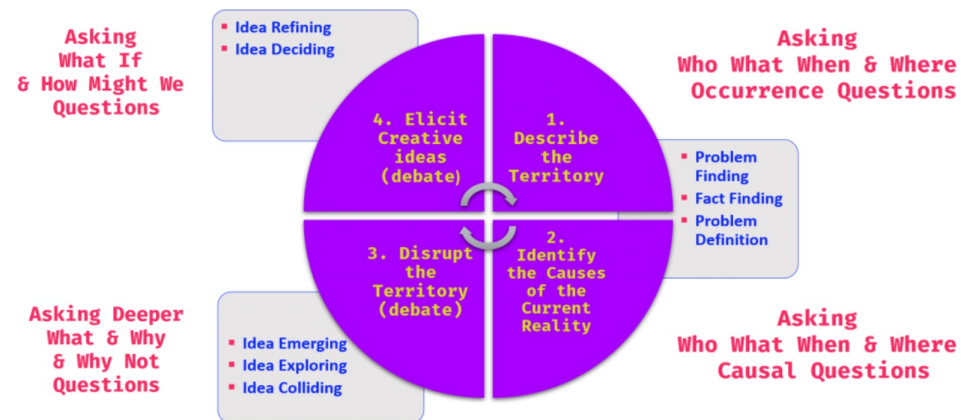 Asking
What If
& How Might We
Questions
▪ Idea Refining
▪ Idea Deciding
4. Elicit
Creative
ideas
(debate)
1.
Describe
the
Territory
Asking
Who What When & Where
Occurrence Questions
▪ Problem
Finding
▪ Fact Finding
▪ Problem
Definition
2.
Identify
the Causes
of the
Current
Reality
Asking
Who What When & Where
Causal Questions
3. Disrupt
the
Territory
(debate)
Asking Deeper
What & Why
& Why Not
Questions
▪ Idea Emerging
▪ Idea Exploring
▪ Idea Colliding